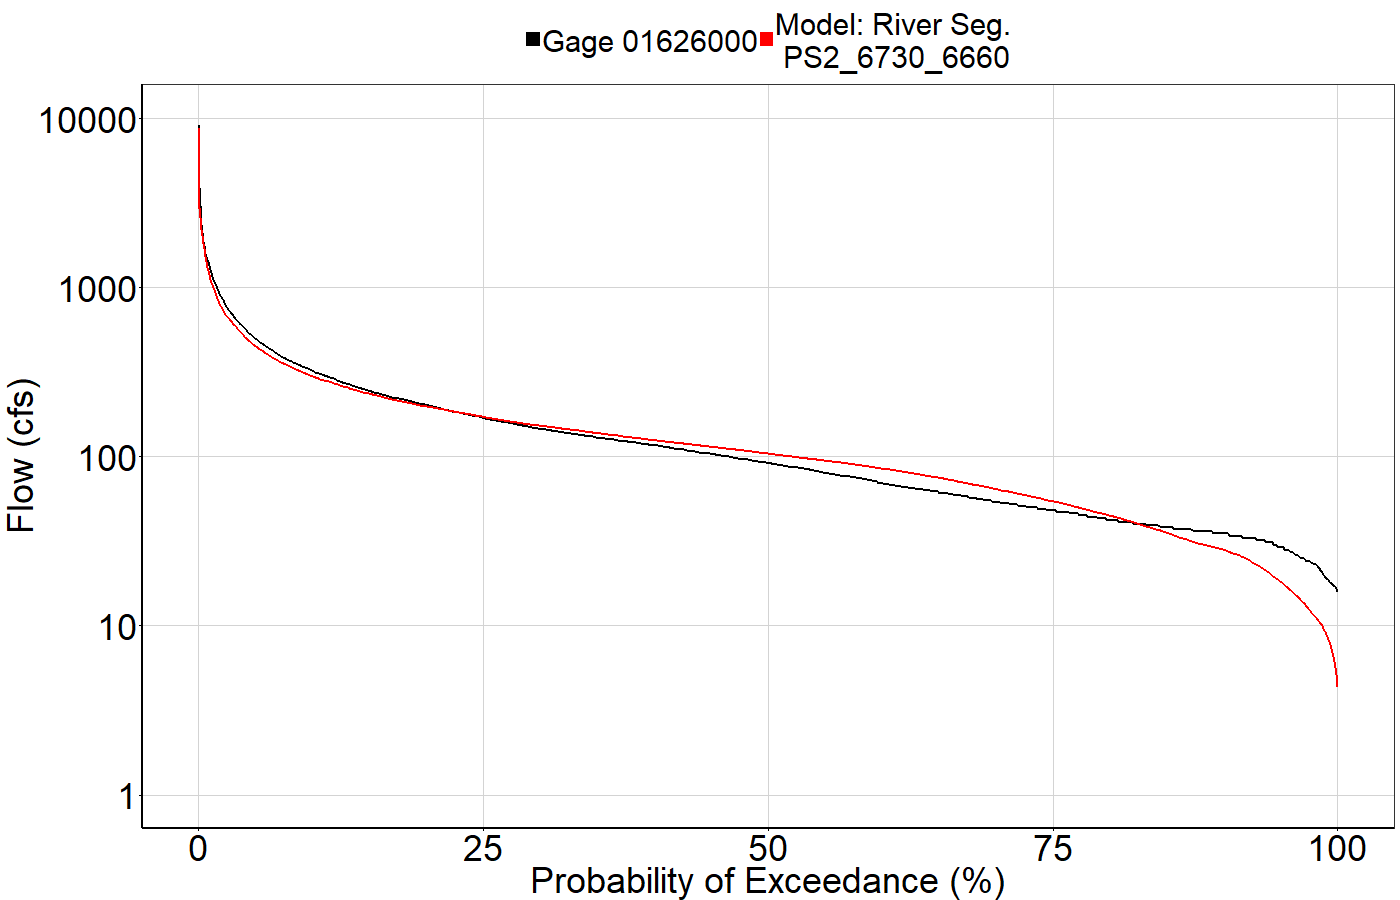 Gage 01626000 Model: River Seg.
PS2_6730_6660
10000
1000
100
10
1
Flow (cfs)
0 25 50 75 100
Probability of Exceedance (%)